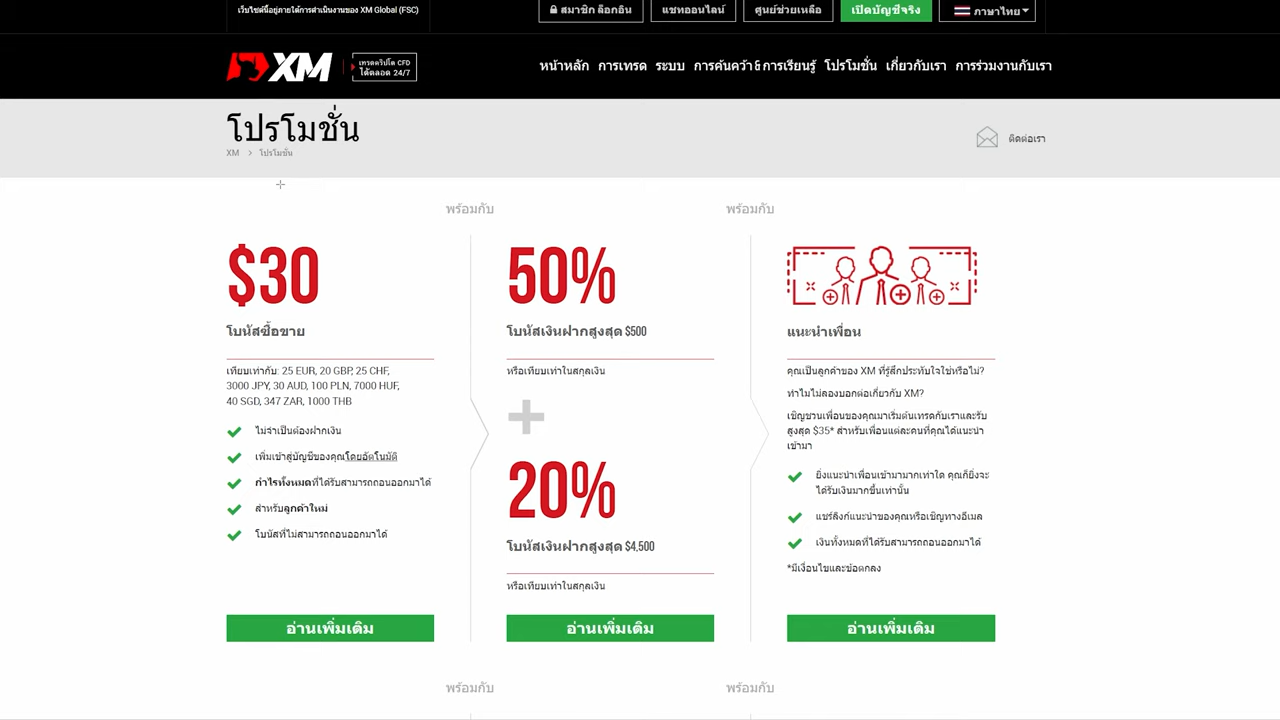 เว็บไซต์นี้อยู่ภายใต้การดำเนินงานของ XM Global (FSC)
สมาชิก ล็อกอิน
แชทออนไลน์
ศูนย์ช่วยเหลือ
เปิดบัญชีจริง
ภาษาไทย
XM
เทรดคริปโต CFD
ได้ตลอด 24/7
หน้าหลัก การเทรด ระบบ การค้นคว้า & การเรียนรู้ โปรโมชั่น เกี่ยวกับเรา การร่วมงานกับเรา
โปรโมชั่น
XM > โปรโมชั่น
ติดต่อเรา
พร้อมกับ
พร้อมกับ
$30
โบนัสซื้อขาย
เทียบเท่ากับ: 25 EUR, 20 GBP, 25 CHF,
3000 JPY, 30 AUD, 100 PLN, 7000 HUF,
40 SGD, 347 ZAR, 1000 THB
ไม่จำเป็นต้องฝากเงิน
เพิ่มเข้าสู่บัญชีของคุณโดยอัตโนมัติ
กำไรทั้งหมดที่ได้รับสามารถถอนออกมาได้
สำหรับลูกค้าใหม่
โบนัสที่ไม่สามารถถอนออกมาได้
อ่านเพิ่มเติม
50%
โบนัสเงินฝากสูงสุด $500
หรือเทียบเท่าในสกุลเงิน
+
20%
โบนัสเงินฝากสูงสุด $4,500
หรือเทียบเท่าในสกุลเงิน
อ่านเพิ่มเติม
แนะนำเพื่อน
คุณเป็นลูกค้าของ XM ที่รู้สึกประทับใจใช่หรือไม่?
ทำไมไม่ลองบอกต่อเกี่ยวกับ XM?
เชิญชวนเพื่อนของคุณมาเริ่มต้นเทรดกับเราและรับ
สูงสุด $35* สำหรับเพื่อนแต่ละคนที่คุณได้แนะนำ
เข้ามา
ยิ่งแนะนำเพื่อนเข้ามามากเท่าใด คุณก็ยิ่งจะ
ได้รับเงินมากขึ้นเท่านั้น
แชร์ลิงก์แนะนำของคุณหรือเชิญทางอีเมล
เงินทั้งหมดที่ได้รับสามารถถอนออกมาได้
*มีเงื่อนไขและข้อตกลง
อ่านเพิ่มเติม
พร้อมกับ
พร้อมกับ